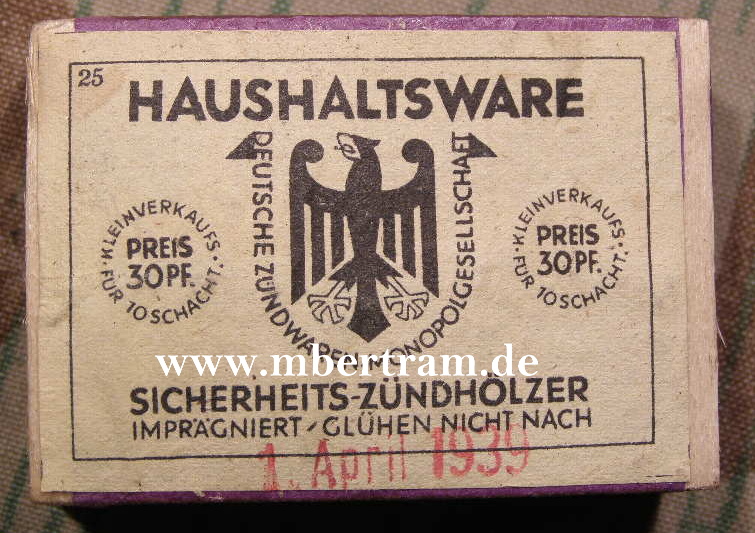 25
HAUSHALTSWARE
DEUTSCHE ZÜNDWAREN-MONOPOLGESELLSCHAFT
·KLEINVERKAUFS·
PREIS
30 PF.
FÜR 10 SCHACHT.
·KLEINVERKAUFS·
PREIS
30 PF.
FÜR 10 SCHACHT.
www.mbertram.de
SICHERHEITS-ZÜNDHÖLZER
IMPRÄGNIERT / GLÜHEN NICHT NACH
1. April 1939